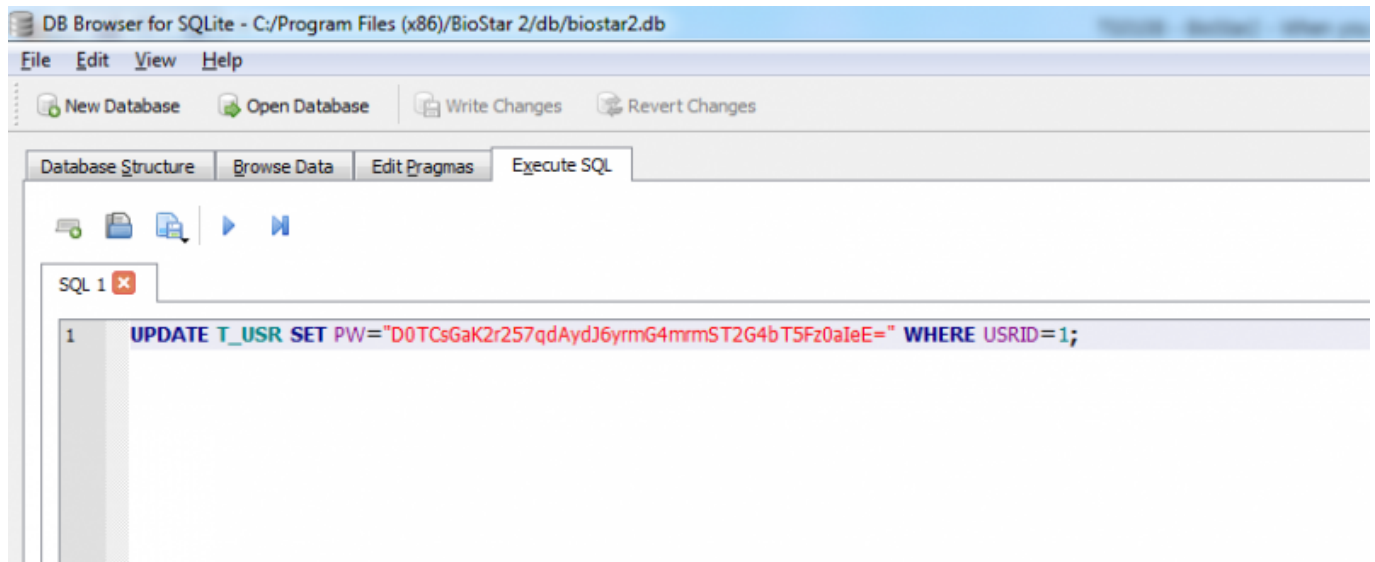 DB Browser for SQLite - C:/Program Files (x86)/BioStar 2/db/biostar2.db
File Edit View Help
New Database Open Database Write Changes Revert Changes
Database Structure Browse Data Edit Pragmas Execute SQL
SQL 1
1 UPDATE T_USR SET PW="D0TCsGaK2r257qdAydJ6yrmG4mrmST2G4bT5Fz0aIeE=" WHERE USRID=1;